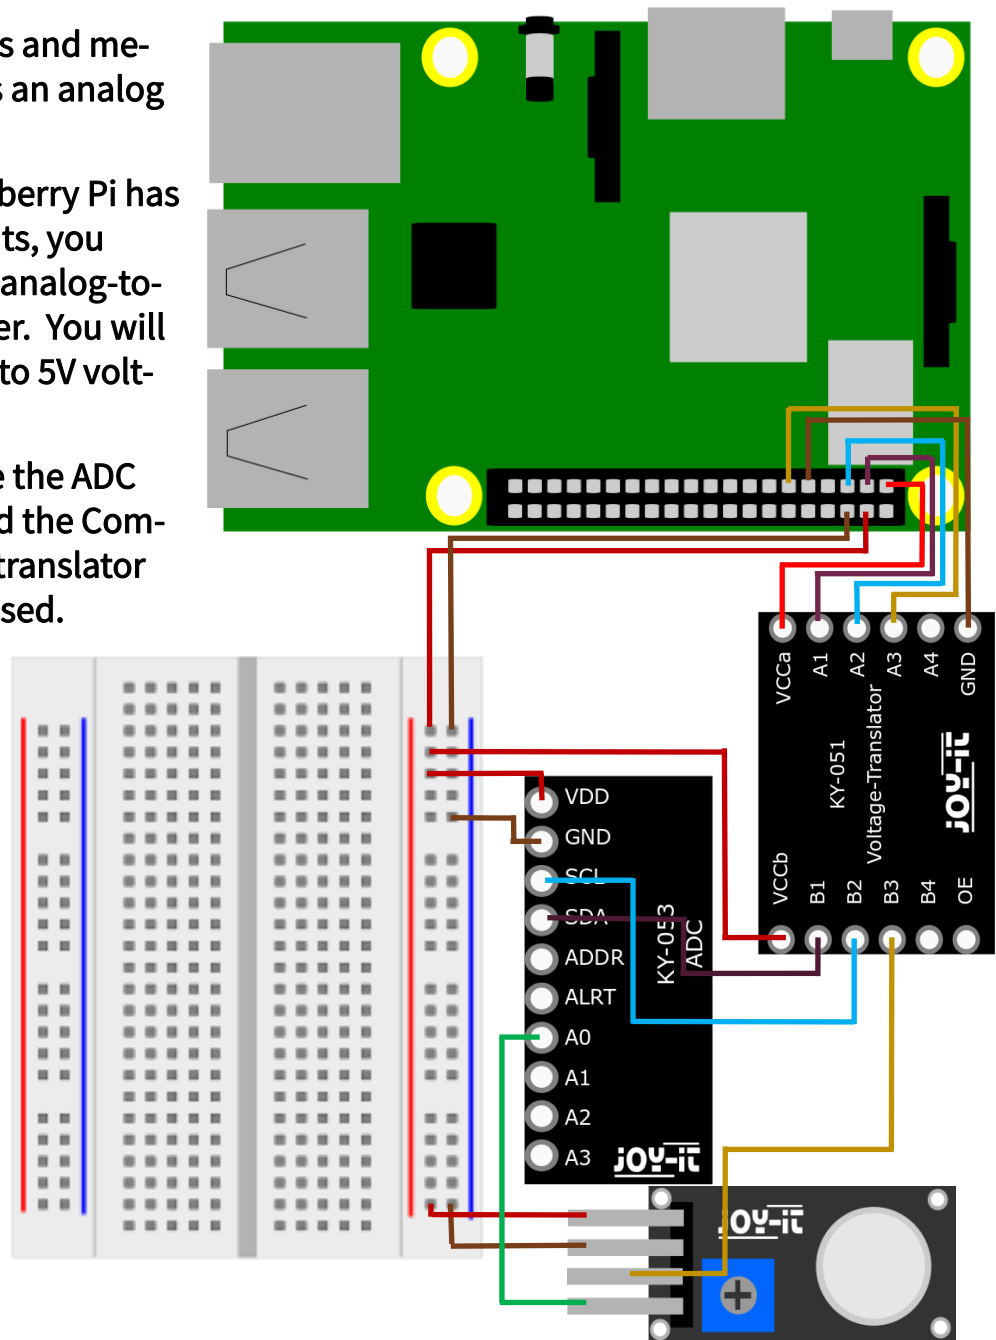 s and me-
s an analog
berry Pi has
ts, you
analog-to-
er. You will
to 5V volt-
e the ADC
d the Com-
translator
sed.
VCCa
A1
A2
A3
A4
GND
KY-051
Voltage-Translator
JOY-iT
VCCb
B1
B2
B3
B4
OE
VDD
GND
SCL
SDA
ADDR
ALRT
A0
A1
A2
A3
KY-053
ADC
JOY-iT
JOY-iT